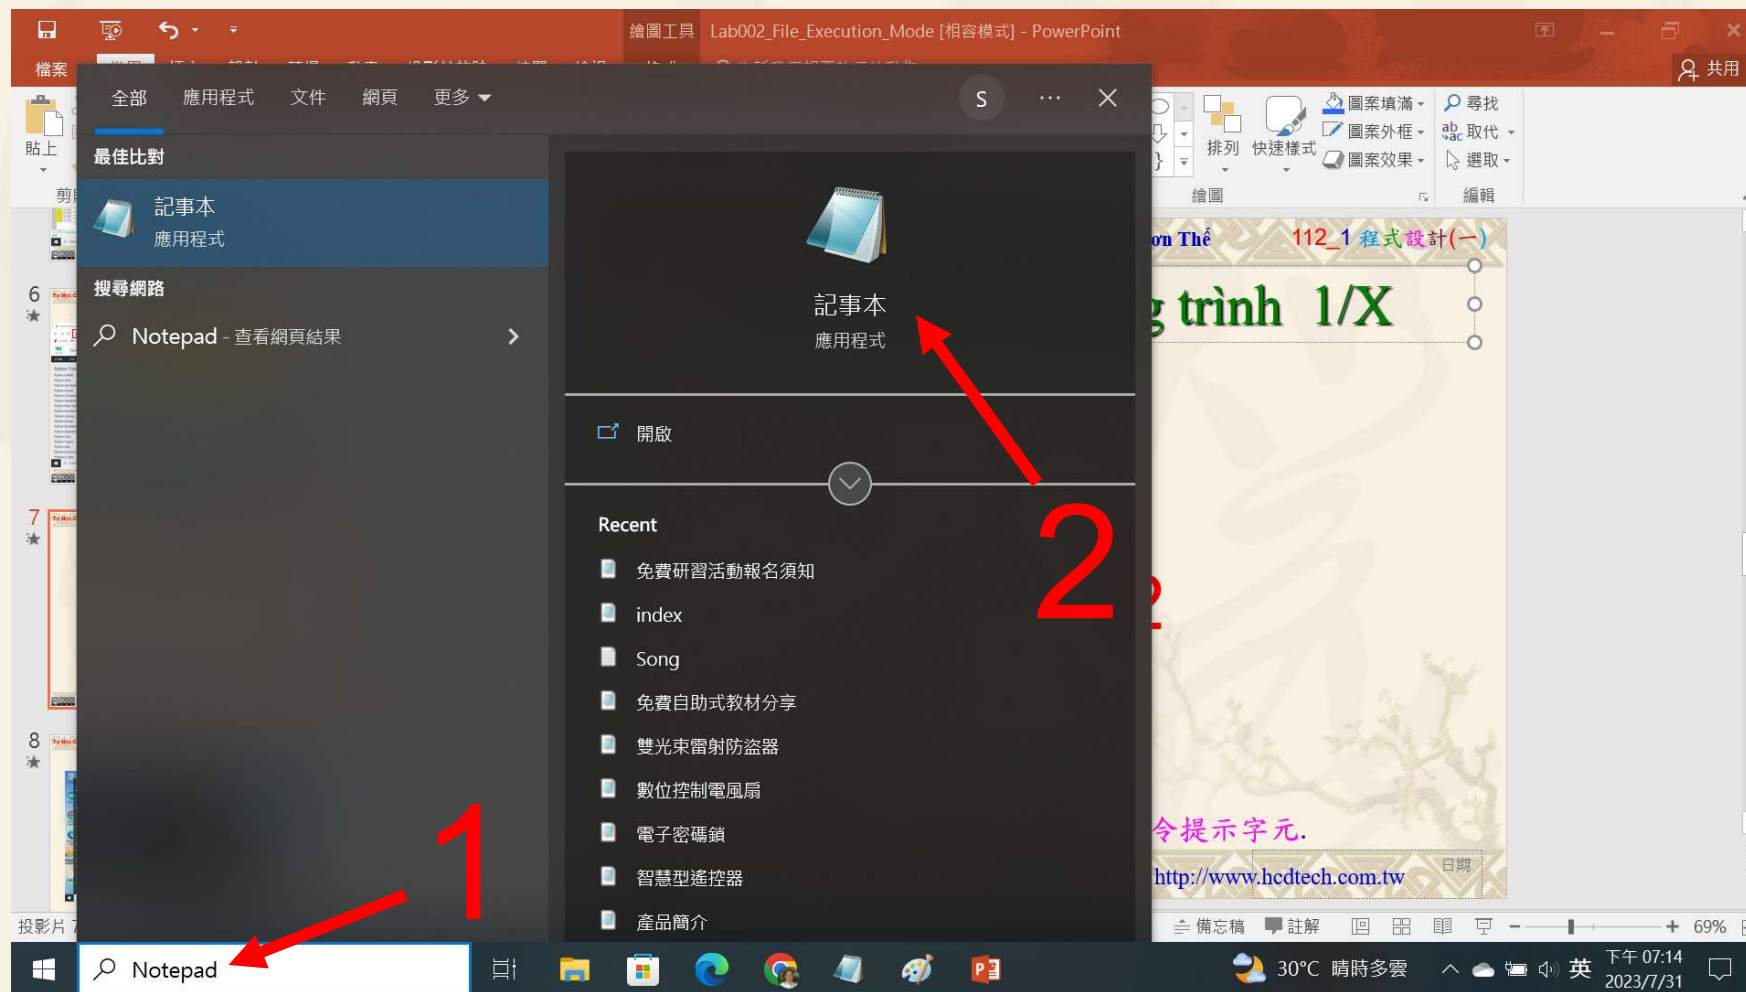 繪圖工具 Lab002_File_Execution_Mode [相容模式] - PowerPoint
檔案
共用
全部 應用程式 文件 網頁 更多
S ...
貼上
排列 快速樣式
圖案填滿
圖案外框
圖案效果
尋找
取代
選取
繪圖
編輯
最佳比對
記事本
應用程式
搜尋網路
Notepad - 查看網頁結果
記事本
應用程式
開啟
Recent
免費研習活動報名須知
index
Song
免費自助式教材分享
雙光束雷射防盜器
數位控制電風扇
電子密碼鎖
智慧型遙控器
產品簡介
1
2
6
7
8
ơn Thế 112_1 程式設計(一)
trình 1/X
令提示字元.
http://www.hcdtech.com.tw
日期
投影片 7
備忘稿 註解 69%
Notepad
30°C 晴時多雲 英 下午 07:14
2023/7/31